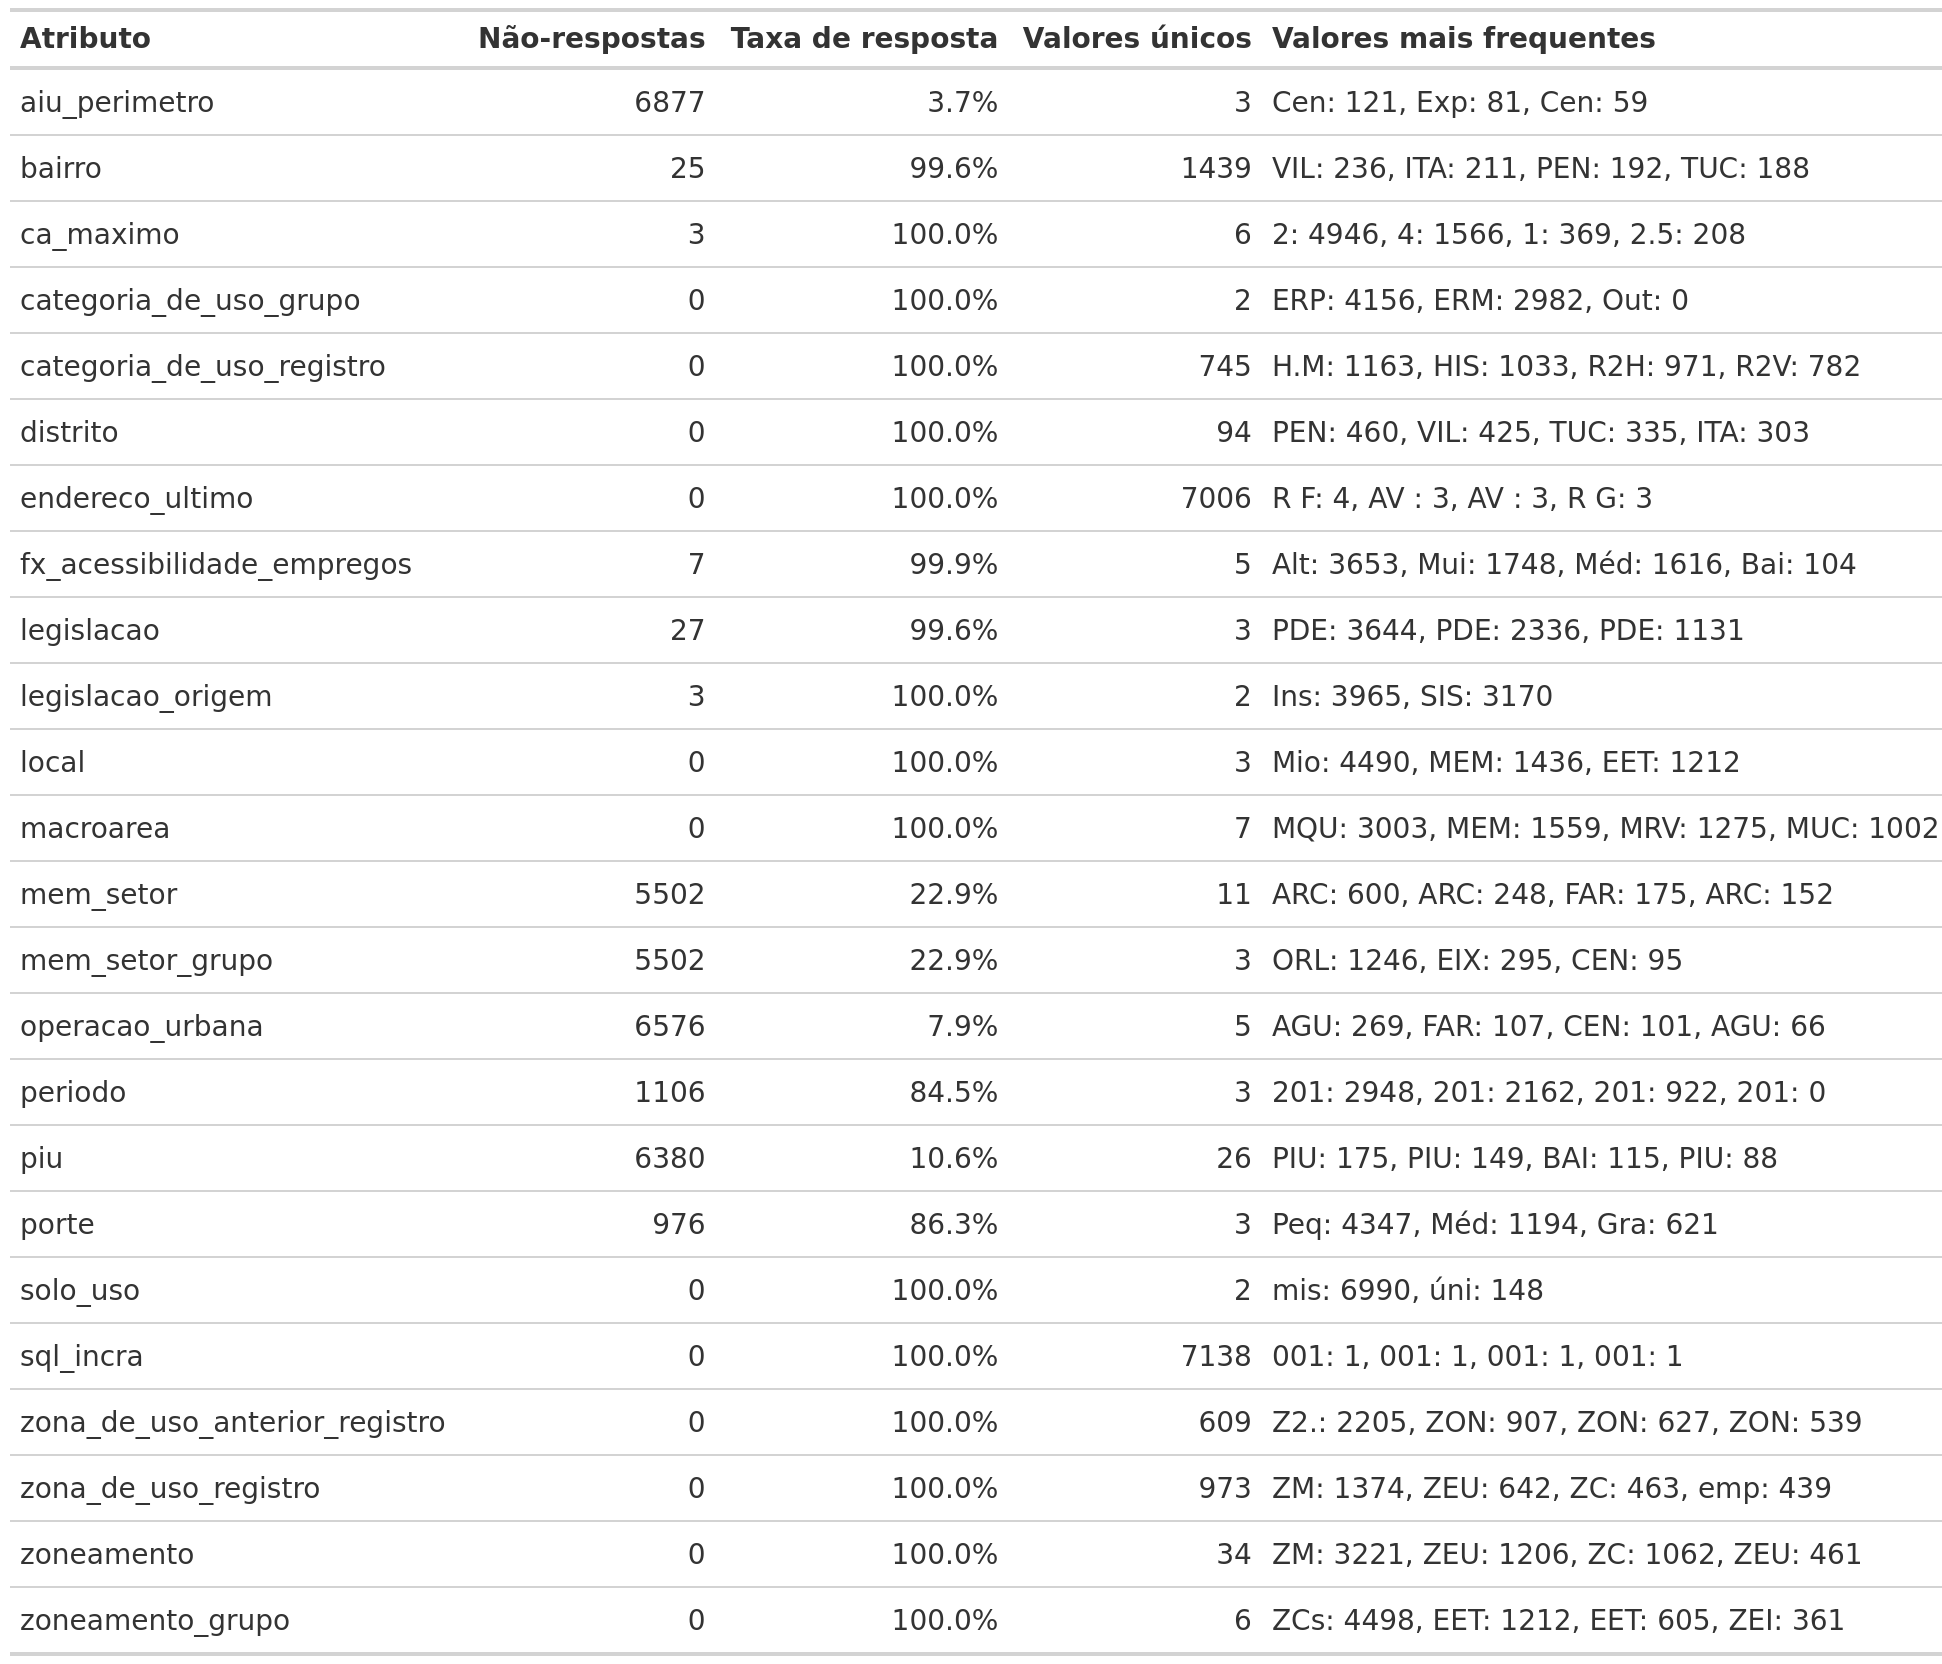 Atributo Não-respostas Taxa de resposta Valores únicos Valores mais frequentes
aiu_perimetro 6877 3.7% 3 Cen: 121, Exp: 81, Cen: 59
bairro 25 99.6% 1439 VIL: 236, ITA: 211, PEN: 192, TUC: 188
ca_maximo 3 100.0% 6 2: 4946, 4: 1566, 1: 369, 2.5: 208
categoria_de_uso_grupo 0 100.0% 2 ERP: 4156, ERM: 2982, Out: 0
categoria_de_uso_registro 0 100.0% 745 H.M: 1163, HIS: 1033, R2H: 971, R2V: 782
distrito 0 100.0% 94 PEN: 460, VIL: 425, TUC: 335, ITA: 303
endereco_ultimo 0 100.0% 7006 R F: 4, AV : 3, AV : 3, R G: 3
fx_acessibilidade_empregos 7 99.9% 5 Alt: 3653, Mui: 1748, Méd: 1616, Bai: 104
legislacao 27 99.6% 3 PDE: 3644, PDE: 2336, PDE: 1131
legislacao_origem 3 100.0% 2 Ins: 3965, SIS: 3170
local 0 100.0% 3 Mio: 4490, MEM: 1436, EET: 1212
macroarea 0 100.0% 7 MQU: 3003, MEM: 1559, MRV: 1275, MUC: 1002
mem_setor 5502 22.9% 11 ARC: 600, ARC: 248, FAR: 175, ARC: 152
mem_setor_grupo 5502 22.9% 3 ORL: 1246, EIX: 295, CEN: 95
operacao_urbana 6576 7.9% 5 AGU: 269, FAR: 107, CEN: 101, AGU: 66
periodo 1106 84.5% 3 201: 2948, 201: 2162, 201: 922, 201: 0
piu 6380 10.6% 26 PIU: 175, PIU: 149, BAI: 115, PIU: 88
porte 976 86.3% 3 Peq: 4347, Méd: 1194, Gra: 621
solo_uso 0 100.0% 2 mis: 6990, úni: 148
sql_incra 0 100.0% 7138 001: 1, 001: 1, 001: 1, 001: 1
zona_de_uso_anterior_registro 0 100.0% 609 Z2.: 2205, ZON: 907, ZON: 627, ZON: 539
zona_de_uso_registro 0 100.0% 973 ZM: 1374, ZEU: 642, ZC: 463, emp: 439
zoneamento 0 100.0% 34 ZM: 3221, ZEU: 1206, ZC: 1062, ZEU: 461
zoneamento_grupo 0 100.0% 6 ZCs: 4498, EET: 1212, EET: 605, ZEI: 361